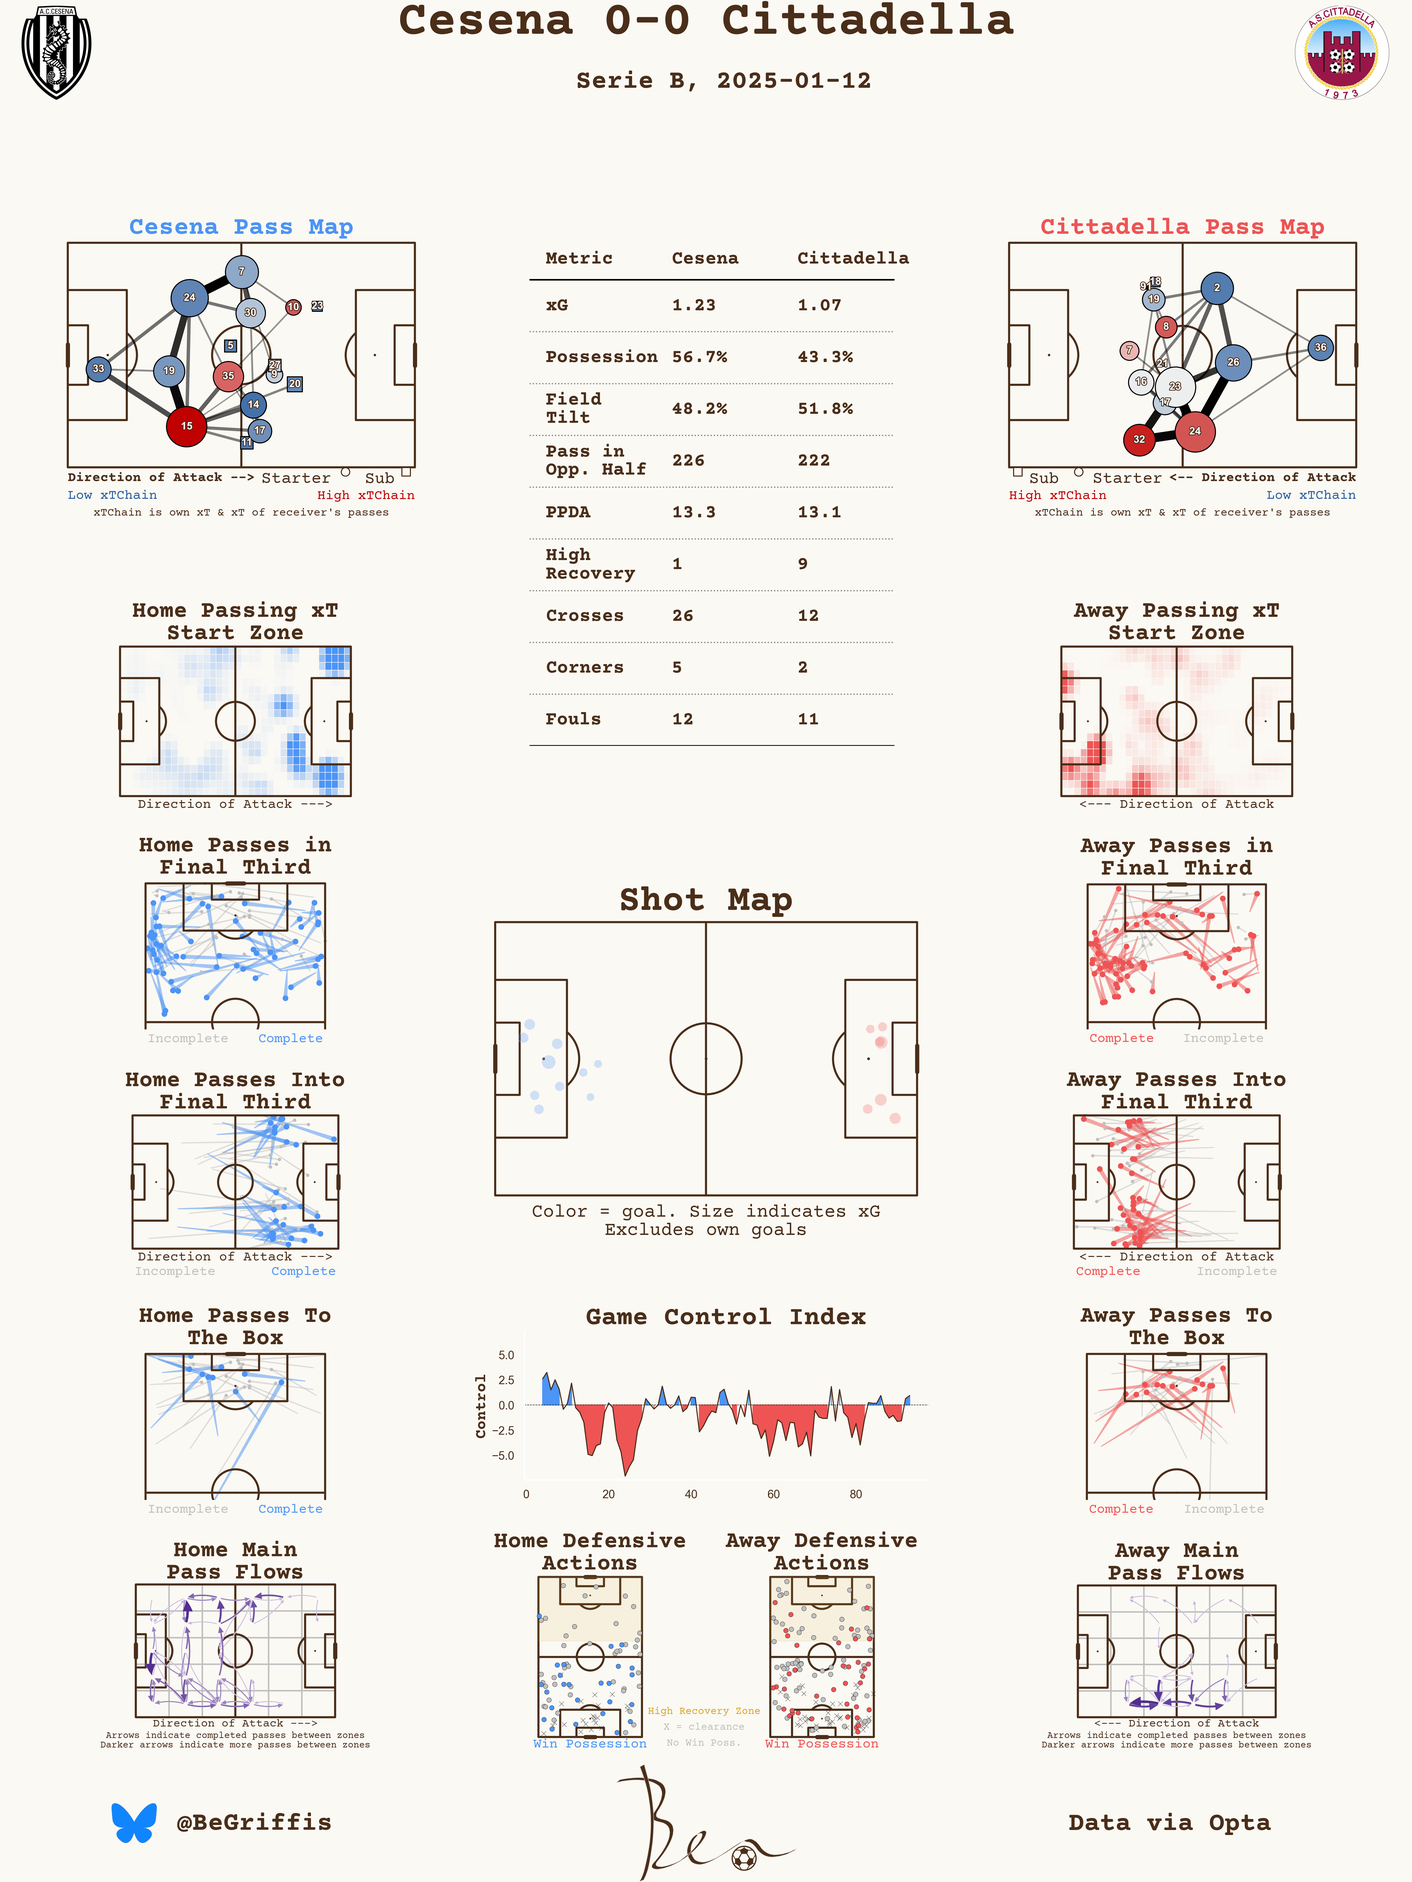 Cesena 0-0 Cittadella
Serie B, 2025-01-12
A.C.CESENA
A.S.CITTADELLA
1973
Cesena Pass Map
7
24
30
10
23
5
33
19
35
27
9
20
14
15
17
11
Direction of Attack --> Starter Sub
Low xTChain High xTChain
xTChain is own xT & xT of receiver's passes
Metric Cesena Cittadella
xG 1.23 1.07
Possession 56.7% 43.3%
Field
Tilt 48.2% 51.8%
Pass in
Opp. Half 226 222
PPDA 13.3 13.1
High
Recovery 1 9
Crosses 26 12
Corners 5 2
Fouls 12 11
Cittadella Pass Map
18
2
19
8
7
21
36
26
16
23
17
32
24
Sub Starter <-- Direction of Attack
High xTChain Low xTChain
xTChain is own xT & xT of receiver's passes
Home Passing xT
Start Zone
Direction of Attack --->
Away Passing xT
Start Zone
<--- Direction of Attack
Home Passes in
Final Third
Incomplete Complete
Away Passes in
Final Third
Complete Incomplete
Shot Map
Color = goal. Size indicates xG
Excludes own goals
Home Passes Into
Final Third
Direction of Attack --->
Incomplete Complete
Away Passes Into
Final Third
<--- Direction of Attack
Complete Incomplete
Home Passes To
The Box
Incomplete Complete
Game Control Index
Control
5.0
2.5
0.0
−2.5
−5.0
0 20 40 60 80
Away Passes To
The Box
Complete Incomplete
Home Main
Pass Flows
Direction of Attack --->
Arrows indicate completed passes between zones
Darker arrows indicate more passes between zones
Home Defensive
Actions
Win Possession
Away Defensive
Actions
Win Possession
High Recovery Zone
X = clearance
No Win Poss.
Away Main
Pass Flows
<--- Direction of Attack
Arrows indicate completed passes between zones
Darker arrows indicate more passes between zones
@BeGriffis
Ben
Data via Opta